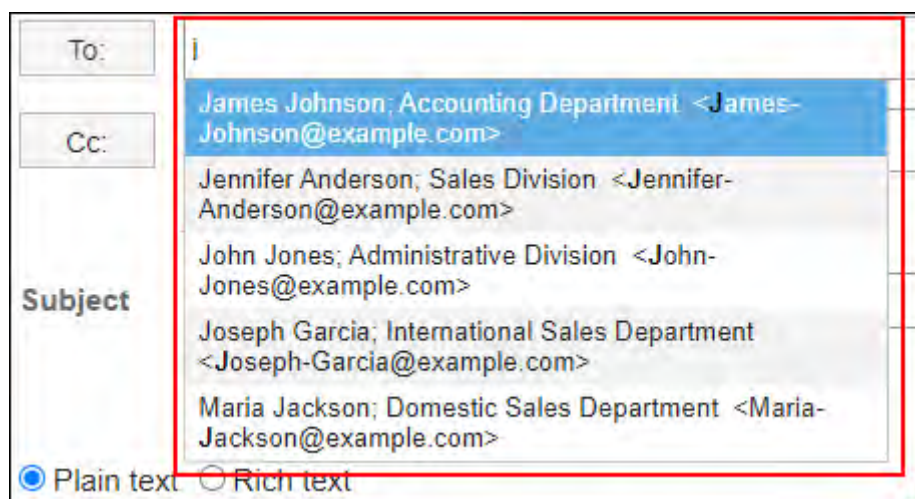 To:
j
James Johnson; Accounting Department <James-
Johnson@example.com>
Cc:
Jennifer Anderson; Sales Division <Jennifer-
Anderson@example.com>
John Jones; Administrative Division <John-
Jones@example.com>
Subject
Joseph Garcia; International Sales Department
<Joseph-Garcia@example.com>
Maria Jackson; Domestic Sales Department <Maria-
Jackson@example.com>
Plain text Rich text